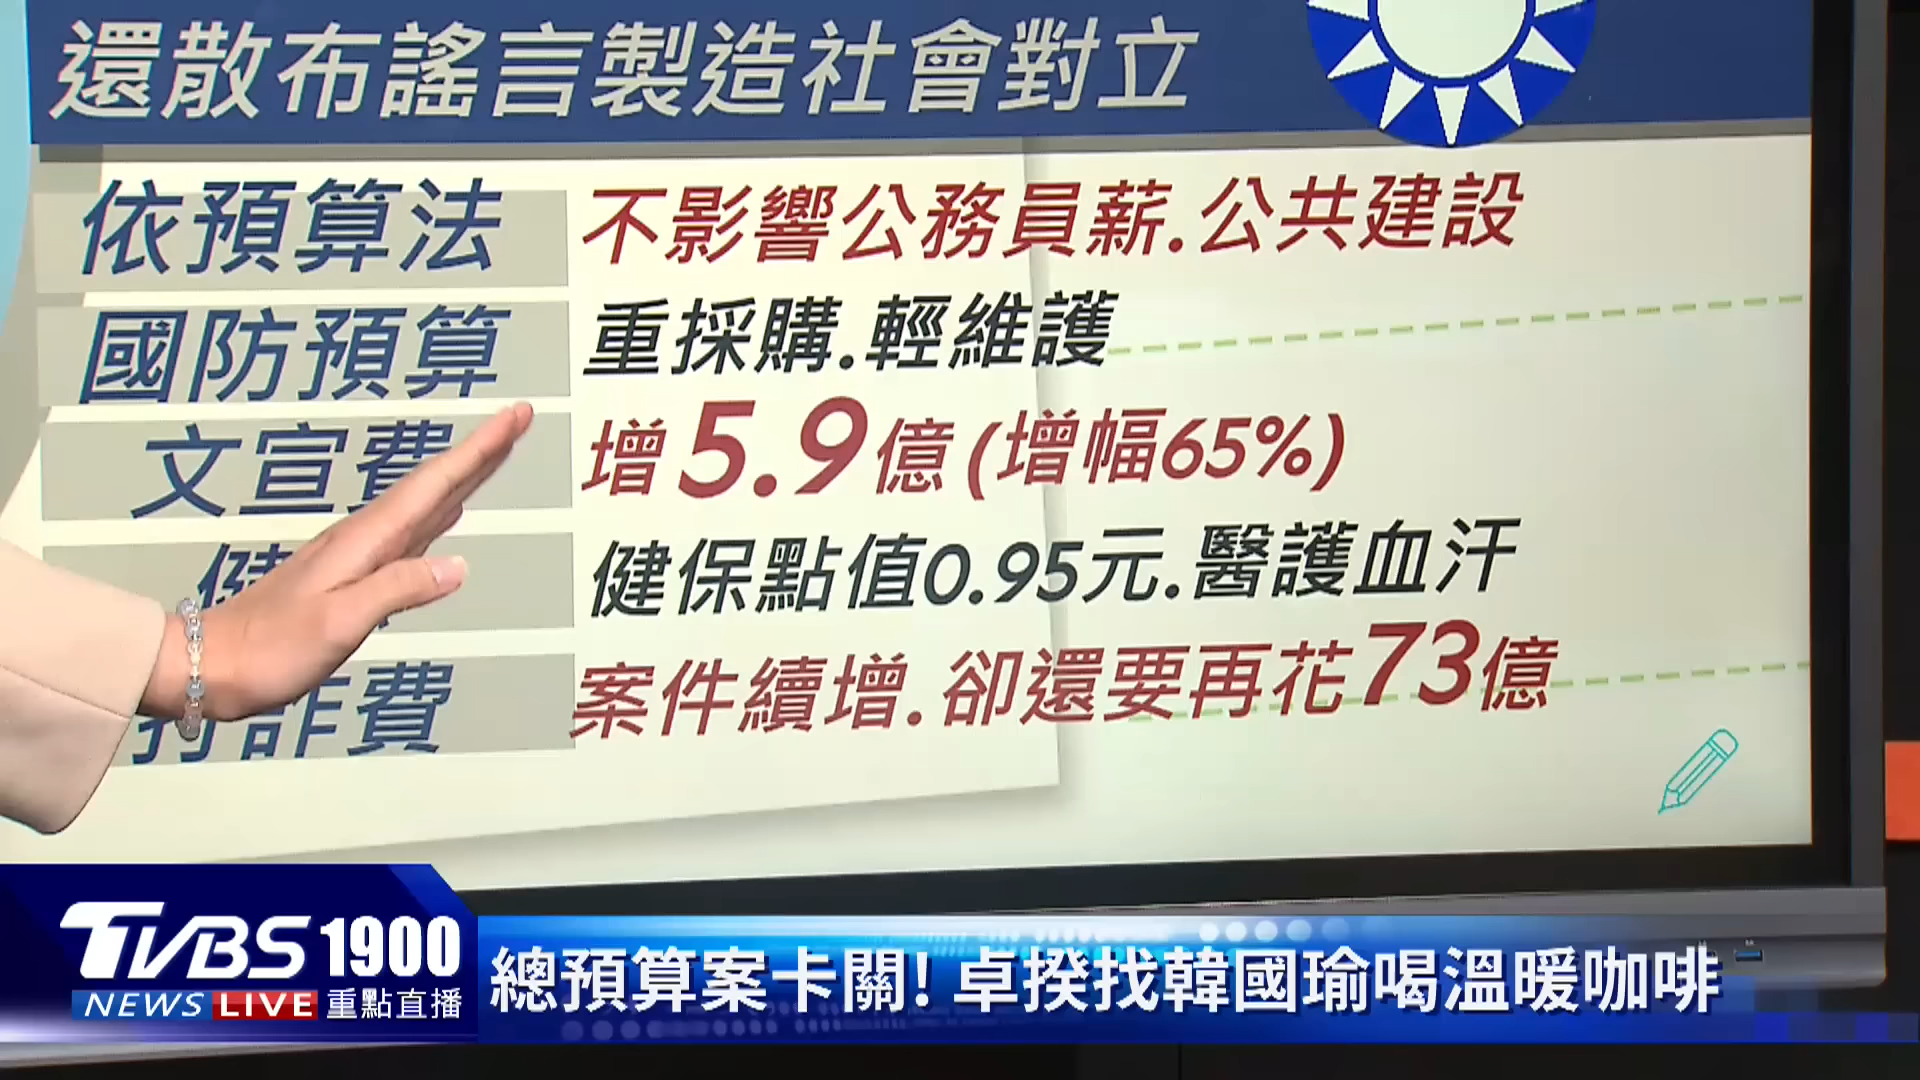 還散布謠言製造社會對立
依預算法 不影響公務員薪.公共建設
國防預算 重採購.輕維護
文宣費 增5.9億(增幅65%)
健 健保點值0.95元.醫護血汗
打詐費 案件續增.卻還要再花73億
TVBS 1900
NEWS LIVE 重點直播
總預算案卡關!卓揆找韓國瑜喝溫暖咖啡